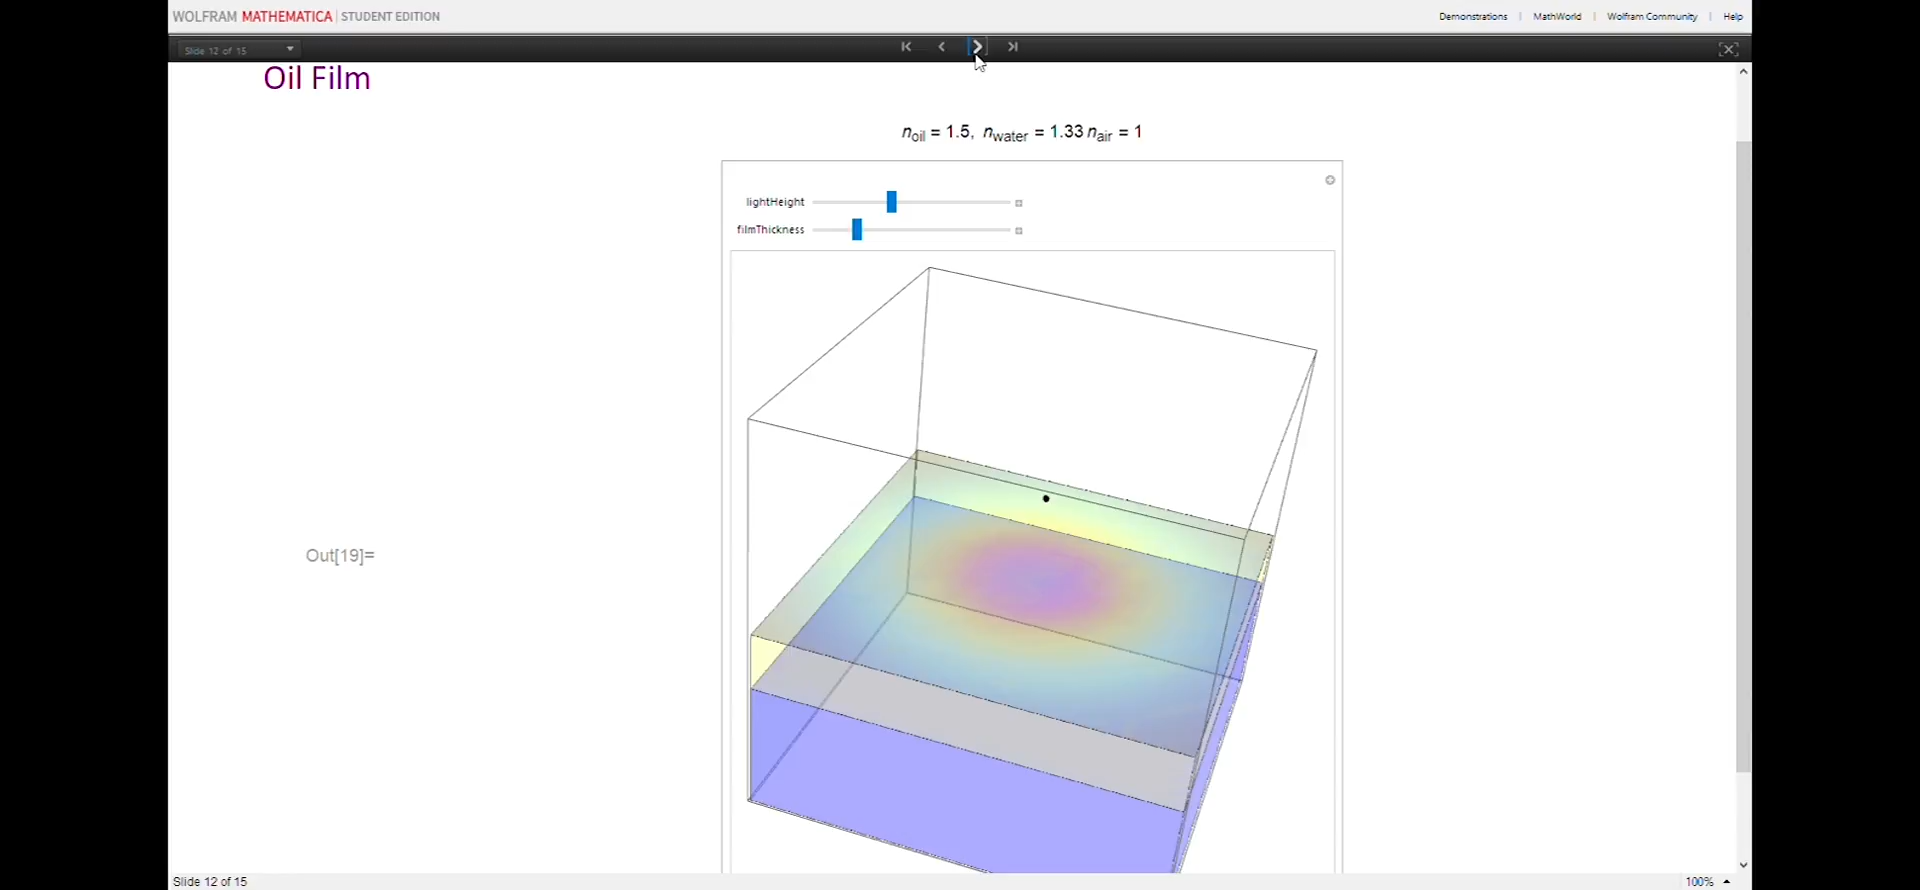 WOLFRAM MATHEMATICA | STUDENT EDITION
Demonstrations | MathWorld | Wolfram Community | Help
Slide 12 of 15
Oil Film
n_oil = 1.5, n_water = 1.33 n_air = 1
lightHeight
filmThickness
Out[19]=
Slide 12 of 15
100%